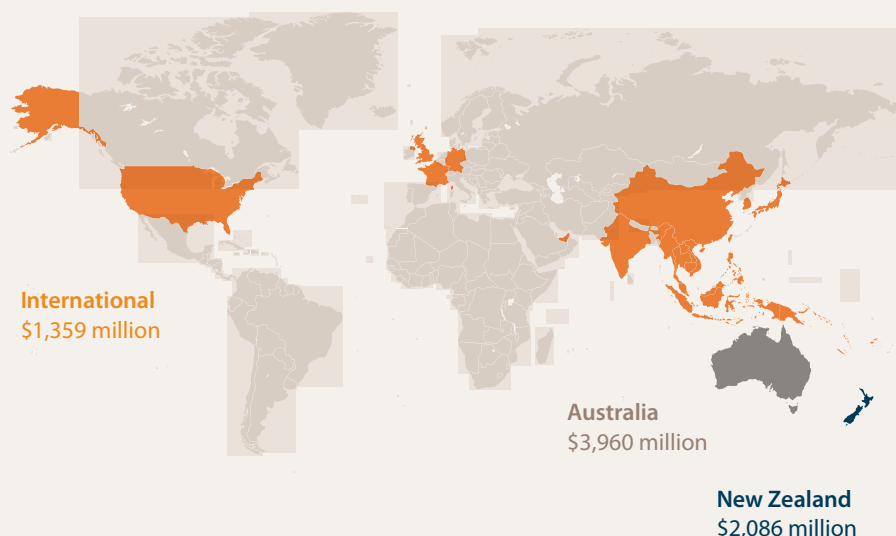 International
$1,359 million
Australia
$3,960 million
New Zealand
$2,086 million